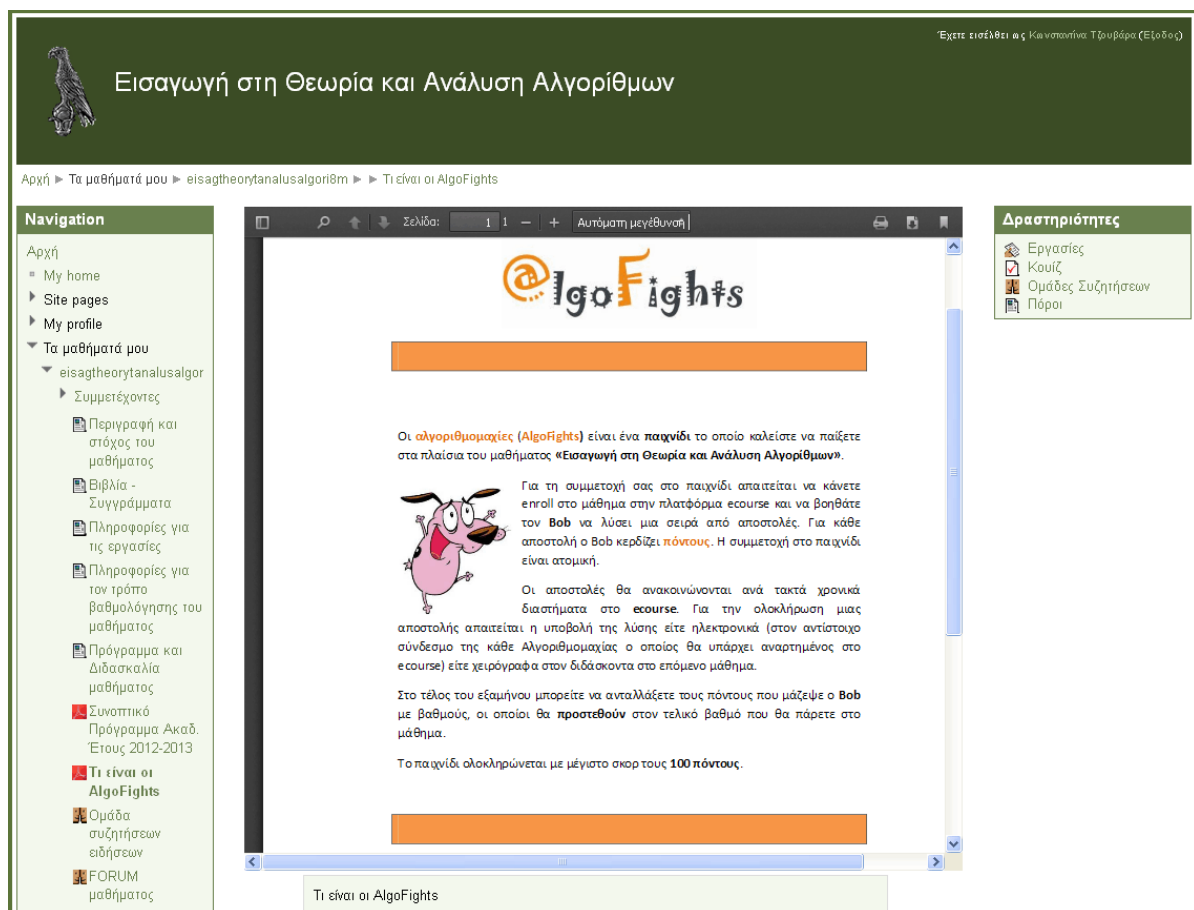 Έχετε εισέλθει ως Κωνσταντίνα Τζουβάρα (Έξοδος)
Εισαγωγή στη Θεωρία και Ανάλυση Αλγορίθμων
Αρχή ► Τα μαθήματά μου ► eisagtheorytanalusalgori8m ► ► Τι είναι οι AlgoFights
Navigation
Αρχή
My home
Site pages
My profile
Τα μαθήματά μου
eisagtheorytanalusalgor
Συμμετέχοντες
Περιγραφή και
στόχος του
μαθήματος
Βιβλία -
Συγγράμματα
Πληροφορίες για
τις εργασίες
Πληροφορίες για
τον τρόπο
βαθμολόγησης του
μαθήματος
Πρόγραμμα και
Διδασκαλία
μαθήματος
Συνοπτικό
Πρόγραμμα Ακαδ.
Έτους 2012-2013
Τι είναι οι
AlgoFights
Ομάδα
συζητήσεων
ειδήσεων
FORUM
μαθήματος
Σελίδα: 1 1 − + Αυτόματη μεγέθυνση
@lgoFights
Οι αλγοριθμομαχίες (AlgoFights) είναι ένα παιχνίδι το οποίο καλείστε να παίξετε
στα πλαίσια του μαθήματος «Εισαγωγή στη Θεωρία και Ανάλυση Αλγορίθμων».
Για τη συμμετοχή σας στο παιχνίδι απαιτείται να κάνετε
enroll στο μάθημα στην πλατφόρμα ecourse και να βοηθάτε
τον Bob να λύσει μια σειρά από αποστολές. Για κάθε
αποστολή ο Bob κερδίζει πόντους. Η συμμετοχή στο παιχνίδι
είναι ατομική.
Οι αποστολές θα ανακοινώνονται ανά τακτά χρονικά
διαστήματα στο ecourse. Για την ολοκλήρωση μιας
αποστολής απαιτείται η υποβολή της λύσης είτε ηλεκτρονικά (στον αντίστοιχο
σύνδεσμο της κάθε Αλγοριθμομαχίας ο οποίος θα υπάρχει αναρτημένος στο
ecourse) είτε χειρόγραφα στον διδάσκοντα στο επόμενο μάθημα.
Στο τέλος του εξαμήνου μπορείτε να ανταλλάξετε τους πόντους που μάζεψε ο Bob
με βαθμούς, οι οποίοι θα προστεθούν στον τελικό βαθμό που θα πάρετε στο
μάθημα.
Το παιχνίδι ολοκληρώνεται με μέγιστο σκορ τους 100 πόντους.
Τι είναι οι AlgoFights
Δραστηριότητες
Εργασίες
Κουίζ
Ομάδες Συζητήσεων
Πόροι